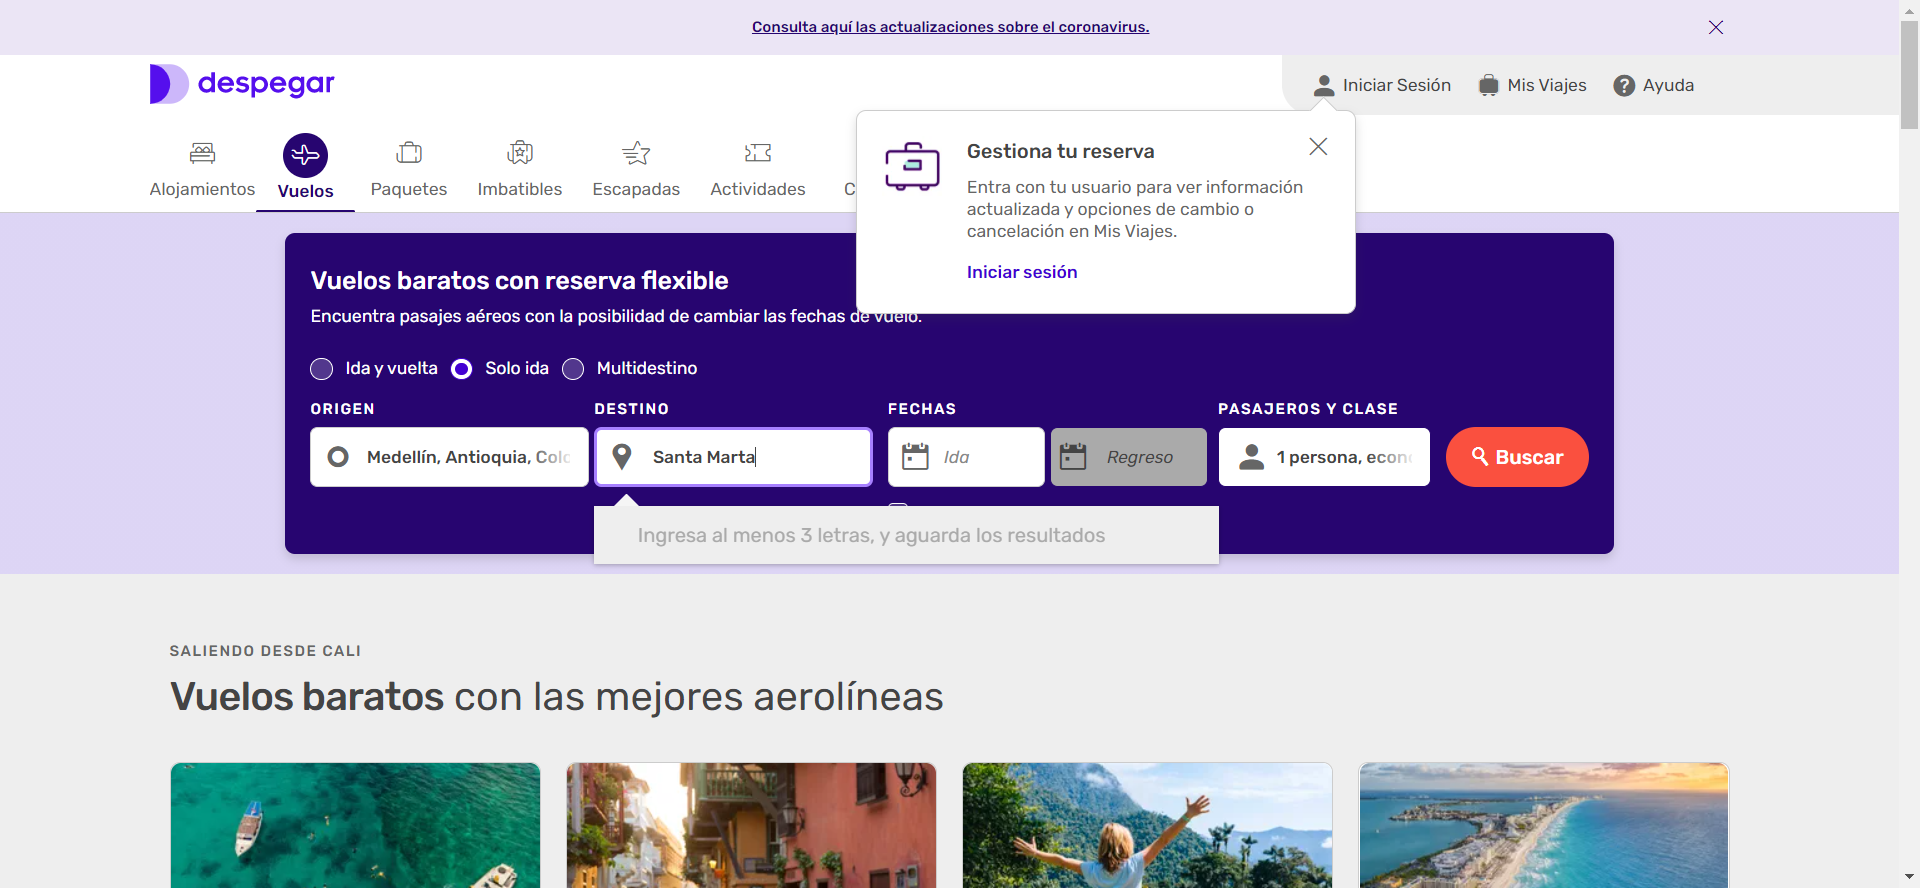 Consulta aquí las actualizaciones sobre el coronavirus.
despegar
Iniciar Sesión
Mis Viajes
Ayuda
Alojamientos
Vuelos
Paquetes
Imbatibles
Escapadas
Actividades
C
Gestiona tu reserva
Entra con tu usuario para ver información
actualizada y opciones de cambio o
cancelación en Mis Viajes.
Iniciar sesión
Vuelos baratos con reserva flexible
Encuentra pasajes aéreos con la posibilidad de cambiar las fechas de vuelo.
Ida y vuelta
Solo ida
Multidestino
ORIGEN
DESTINO
FECHAS
PASAJEROS Y CLASE
Medellín, Antioquia, Colo
Santa Marta
Ida
Regreso
1 persona, econ
Buscar
Ingresa al menos 3 letras, y aguarda los resultados
SALIENDO DESDE CALI
Vuelos baratos con las mejores aerolíneas